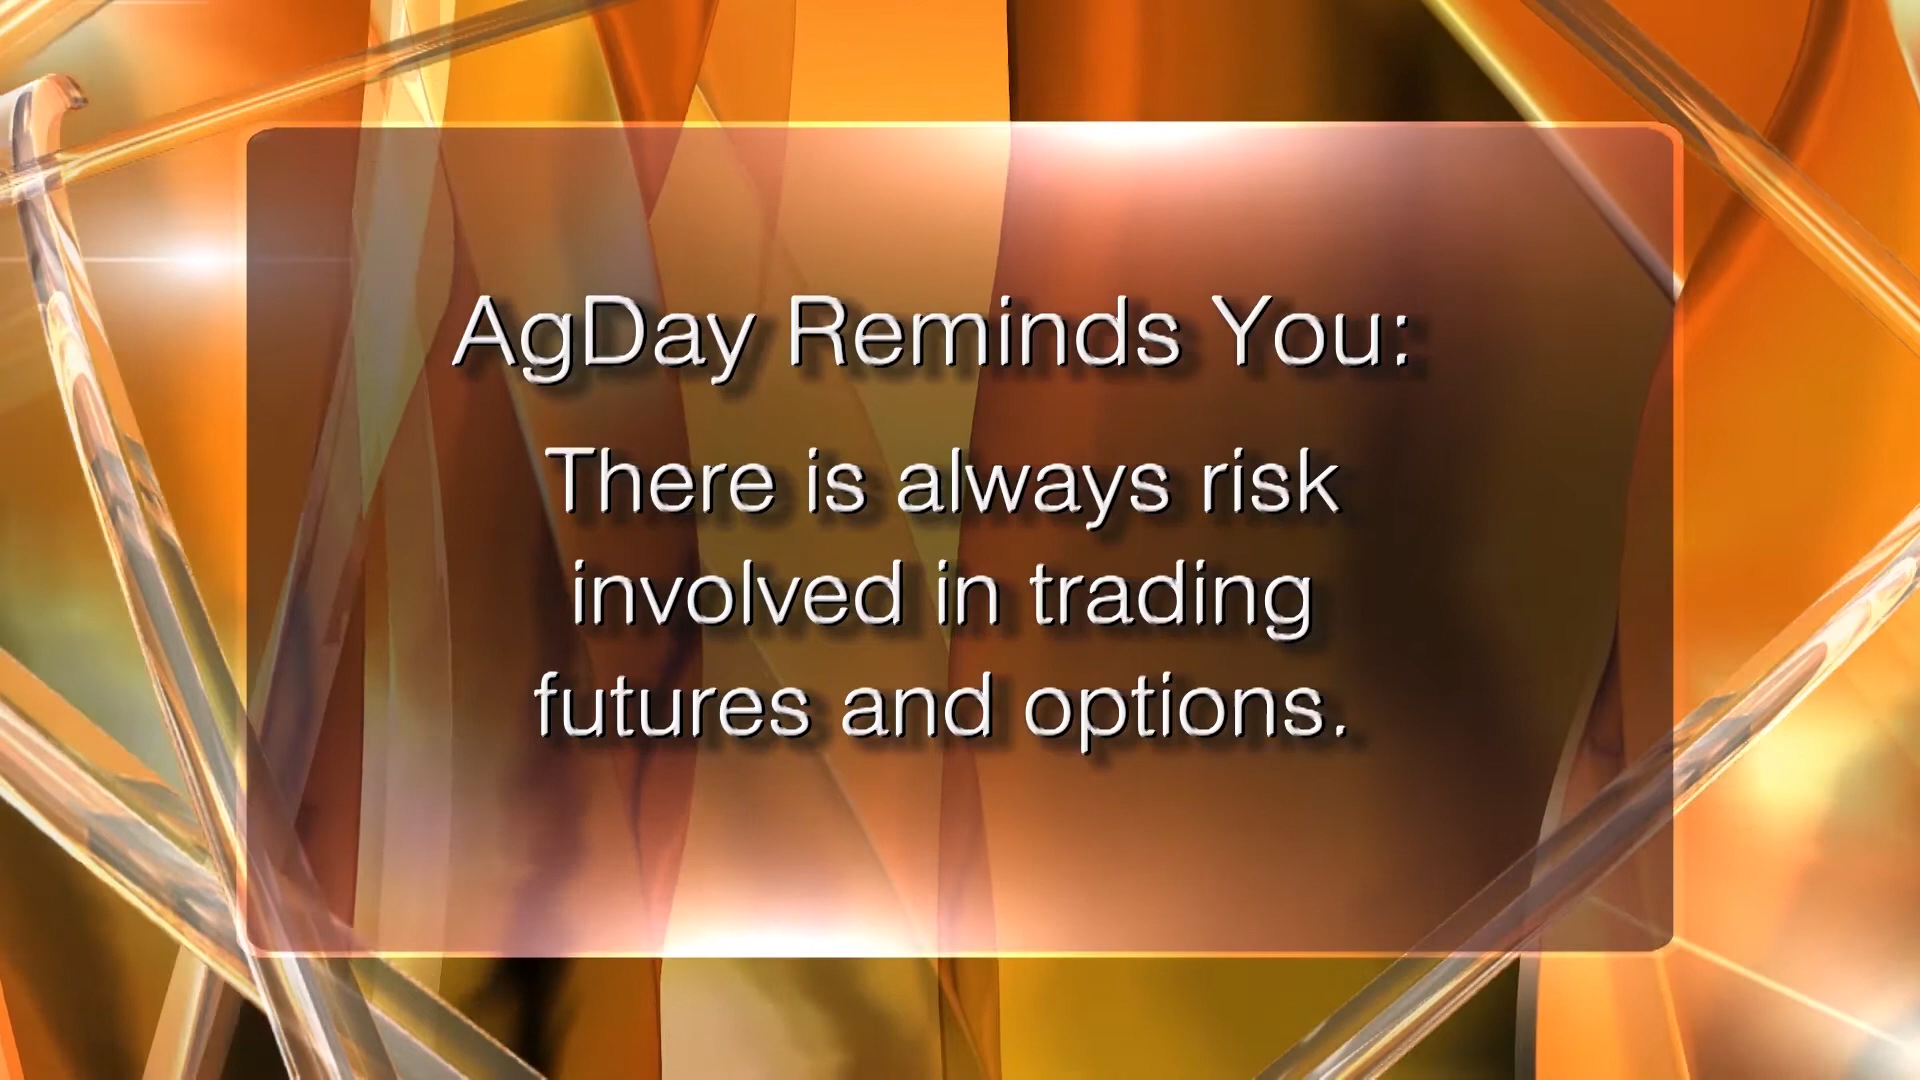 AgDay Reminds You:
There is always risk
involved in trading
futures and options.